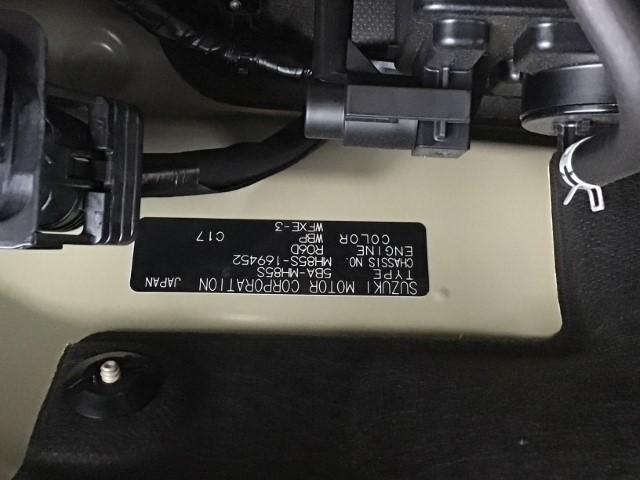 SUZUKI MOTOR CORPORATION JAPAN
TYPE 5BA-MH85S
CHASSIS NO. MH85S-169452
ENGINE R06D
COLOR WBP C17
WFXE-3